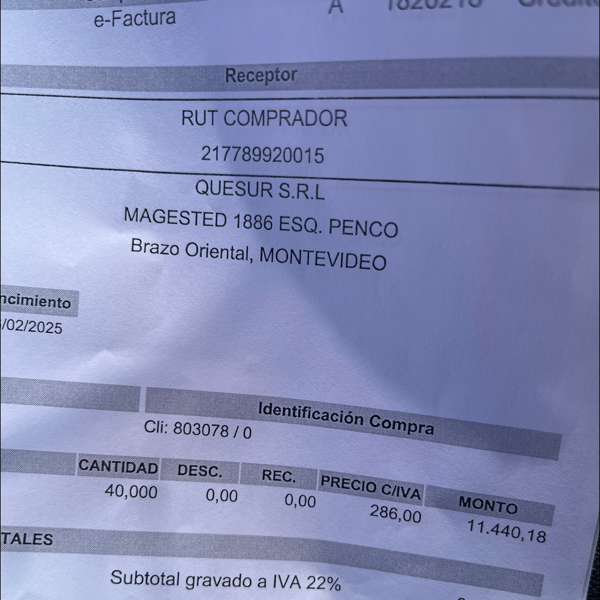 e-Factura
A
Receptor
RUT COMPRADOR
217789920015
QUESUR S.R.L
MAGESTED 1886 ESQ. PENCO
Brazo Oriental, MONTEVIDEO
ncimiento
/02/2025
Identificación Compra
Cli: 803078 / 0
CANTIDAD DESC. REC. PRECIO C/IVA MONTO
40,000 0,00 0,00 286,00 11.440,18
TALES
Subtotal gravado a IVA 22%